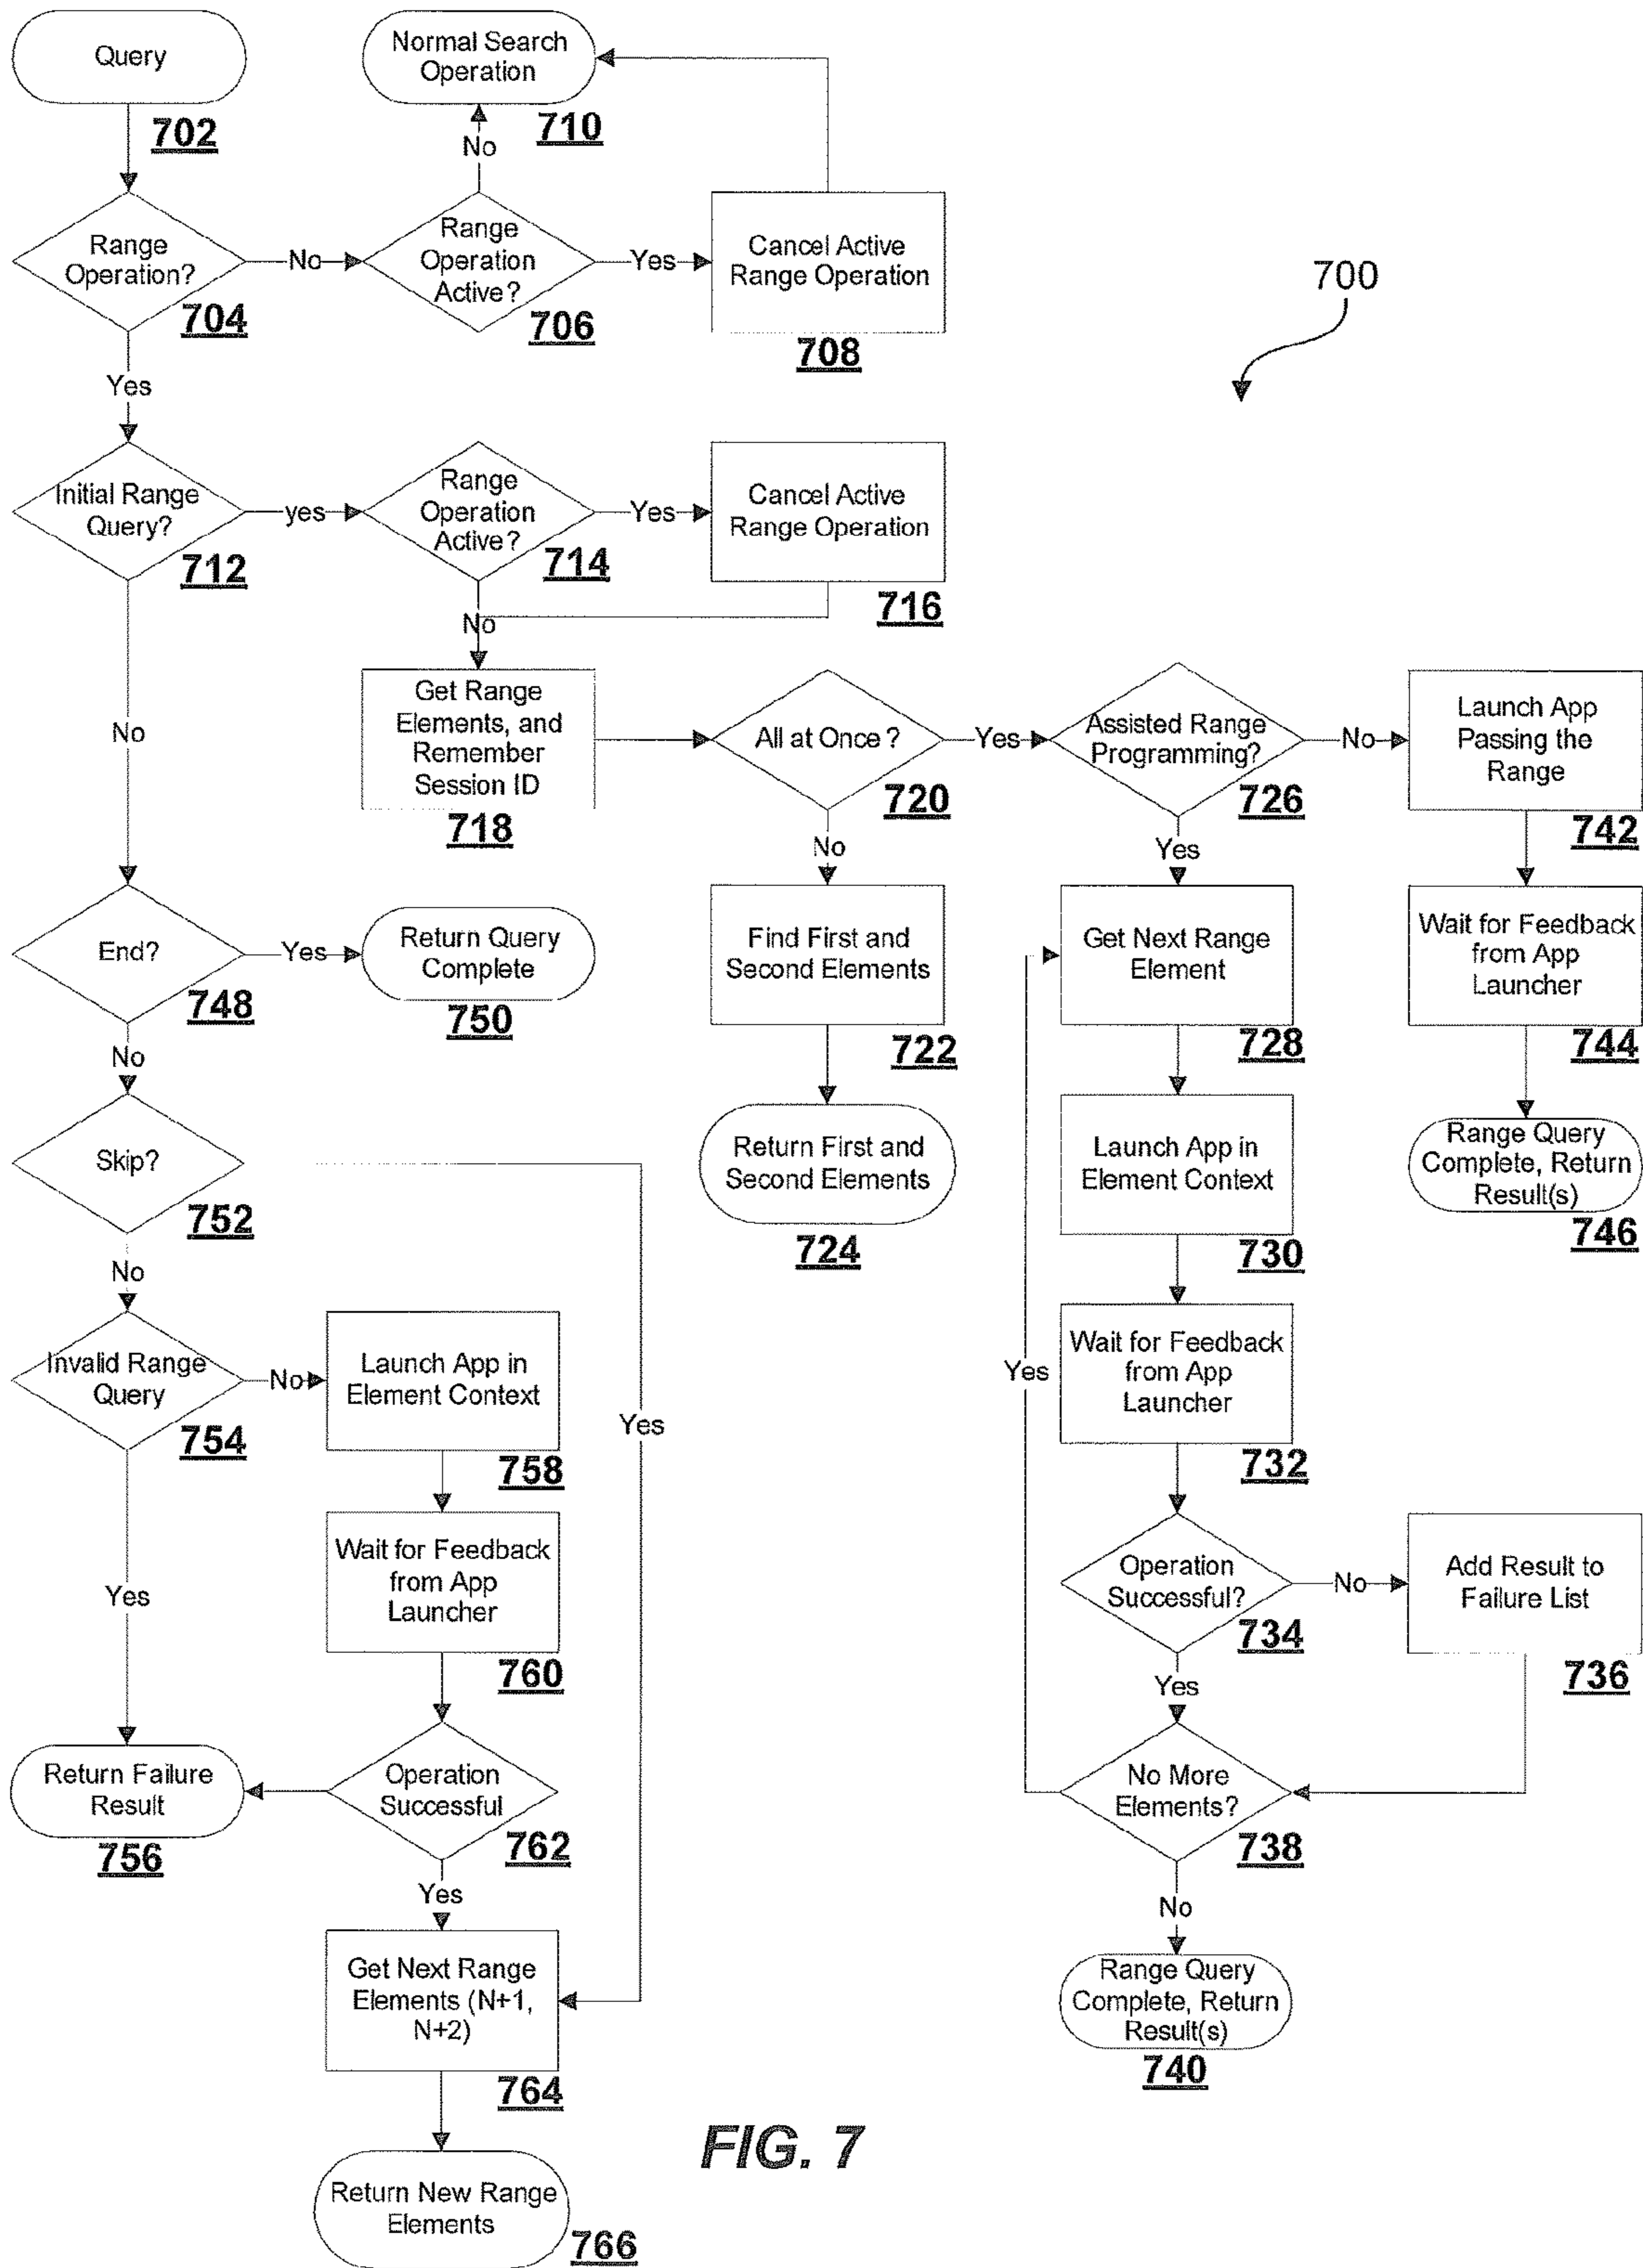 Query
702
Normal Search
Operation
710
No
Range
Operation?
704
No
Range
Operation
Active?
706
Yes
Cancel Active
Range Operation
708
700
Yes
Initial Range
Query?
712
yes
Range
Operation
Active?
714
Yes
Cancel Active
Range Operation
716
No
No
Get Range
Elements, and
Remember
Session ID
718
All at Once?
720
Yes
Assisted Range
Programming?
726
No
Launch App
Passing the
Range
742
No
Find First and
Second Elements
722
Return First and
Second Elements
724
Yes
Get Next Range
Element
728
Wait for Feedback
from App
Launcher
744
Range Query
Complete, Return
Result(s)
746
Launch App in
Element Context
730
Wait for Feedback
from App
Launcher
732
Yes
Operation
Successful?
734
No
Add Result to
Failure List
736
Yes
No More
Elements?
738
No
Range Query
Complete, Return
Result(s)
740
End?
748
Yes
Return Query
Complete
750
No
Skip?
752
Yes
No
Invalid Range
Query
754
No
Launch App in
Element Context
758
Wait for Feedback
from App
Launcher
760
Yes
Return Failure
Result
756
Operation
Successful
762
Yes
Get Next Range
Elements (N+1,
N+2)
764
Return New Range
Elements
766
FIG. 7